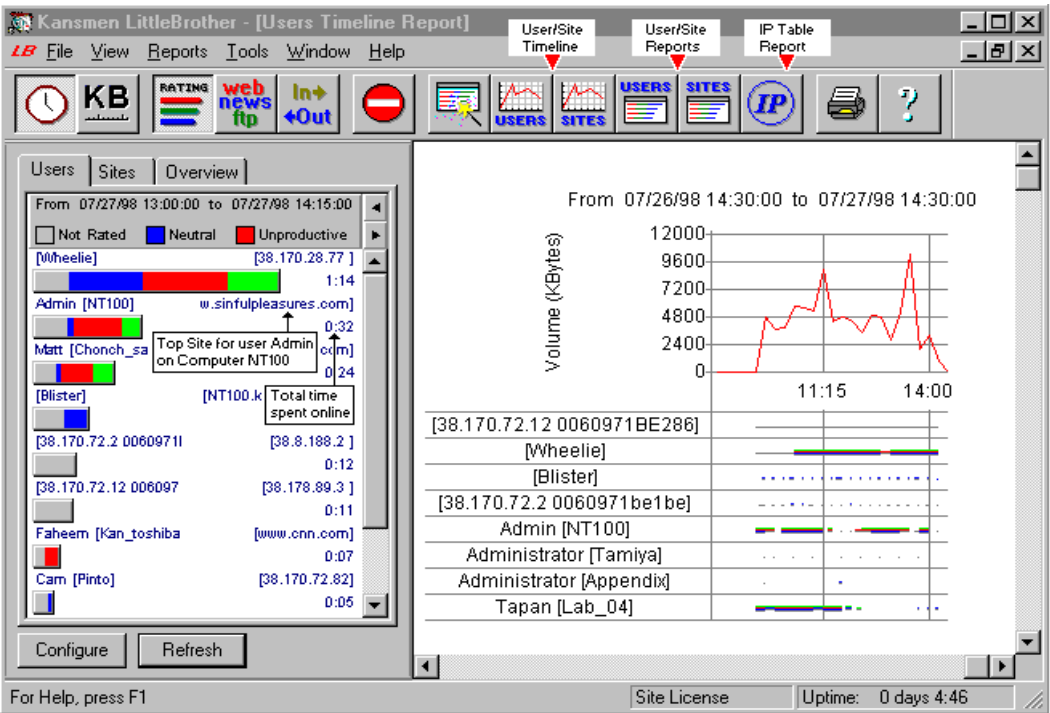 Kansmen LittleBrother - [Users Timeline Report]
User/Site Timeline
User/Site Reports
IP Table Report
LB File View Reports Tools Window Help
KB
RATING
web news ftp
In
Out
USERS
SITES
USERS
SITES
IP
?
Users Sites Overview
From 07/27/98 13:00:00 to 07/27/98 14:15:00
Not Rated Neutral Unproductive
[Wheelie] [38.170.28.77 ]
1:14
Admin [NT100] w.sinfulpleasures.com]
0:32
Top Site for user Admin
on Computer NT100
Matt [Chonch_sa com]
0:24
[Blister] [NT100.k
Total time
spent online
[38.170.72.2 0060971I [38.8.188.2 ]
0:12
[38.170.72.12 006097 [38.178.89.3 ]
0:11
Faheem [Kan_toshiba [www.cnn.com]
0:07
Cam [Pinto] [38.170.72.82]
0:05
Configure Refresh
From 07/26/98 14:30:00 to 07/27/98 14:30:00
Volume (KBytes)
12000
9600
7200
4800
2400
0
11:15 14:00
[38.170.72.12 0060971BE286]
[Wheelie]
[Blister]
[38.170.72.2 0060971be1be]
Admin [NT100]
Administrator [Tamiya]
Administrator [Appendix]
Tapan [Lab_04]
For Help, press F1
Site License
Uptime: 0 days 4:46